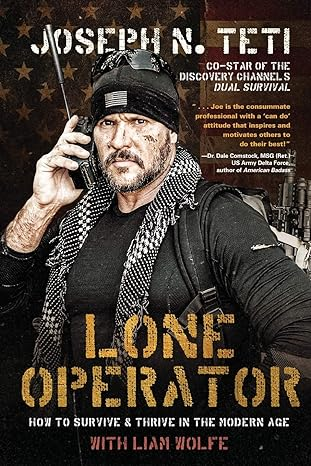 JOSEPH N. TETI
CO-STAR OF THE
DISCOVERY CHANNEL'S
DUAL SURVIVAL
". . . Joe is the consummate
professional with a 'can do'
attitude that inspires and
motivates others to
do their best!"
—Dr. Dale Comstock, MSG (Ret.)
US Army Delta Force,
author of American Badass
LONE
OPERATOR
HOW TO SURVIVE & THRIVE IN THE MODERN AGE
WITH LIAM WOLFE